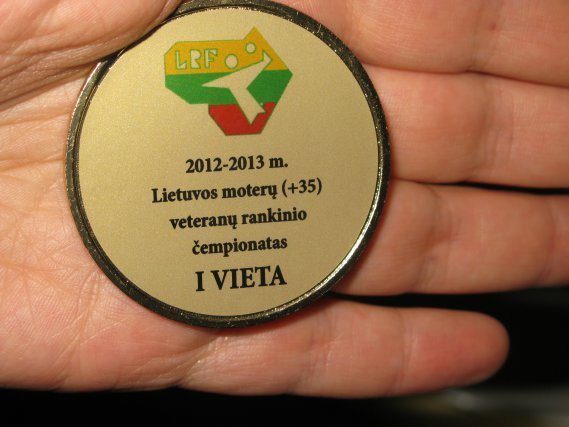 LRF
2012-2013 m.
Lietuvos moterų (+35)
veteranų rankinio
čempionatas
I VIETA